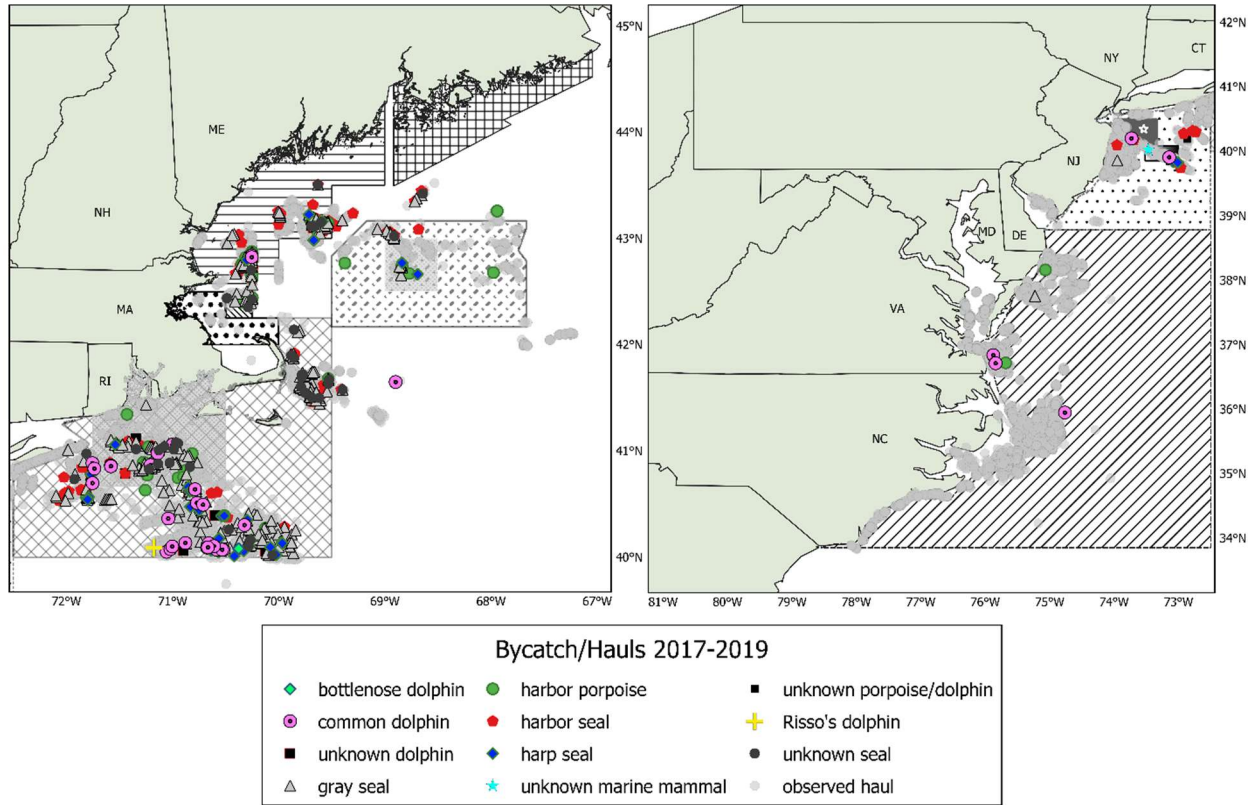 ME
NH
MA
RI
45°N
44°N
43°N
42°N
41°N
40°N
72°W 71°W 70°W 69°W 68°W 67°W
NY
CT
NJ
MD
DE
VA
NC
42°N
41°N
40°N
39°N
38°N
37°N
36°N
35°N
34°N
81°W 80°W 79°W 78°W 77°W 76°W 75°W 74°W 73°W
Bycatch/Hauls 2017-2019
bottlenose dolphin harbor porpoise unknown porpoise/dolphin
common dolphin harbor seal Risso's dolphin
unknown dolphin harp seal unknown seal
gray seal unknown marine mammal observed haul